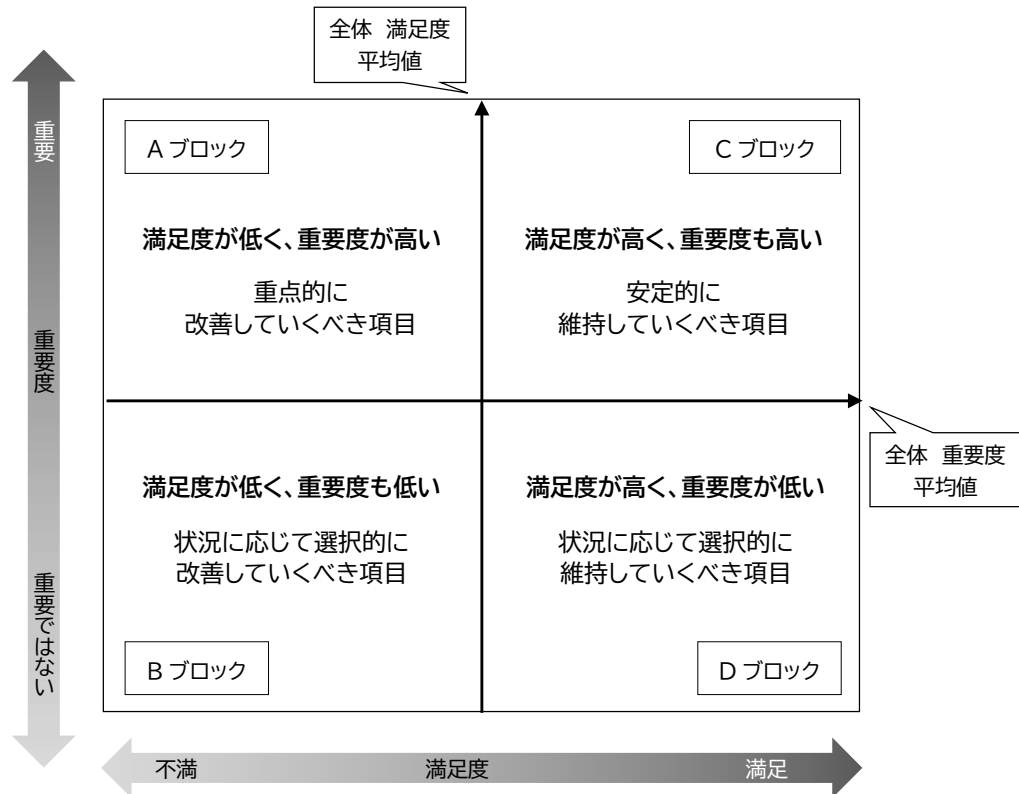 全体 満足度
平均値
重要
重要度
重要ではない
A ブロック
満足度が低く、重要度が高い
重点的に
改善していくべき項目
C ブロック
満足度が高く、重要度も高い
安定的に
維持していくべき項目
全体 重要度
平均値
満足度が低く、重要度も低い
状況に応じて選択的に
改善していくべき項目
B ブロック
満足度が高く、重要度が低い
状況に応じて選択的に
維持していくべき項目
D ブロック
不満
満足度
満足